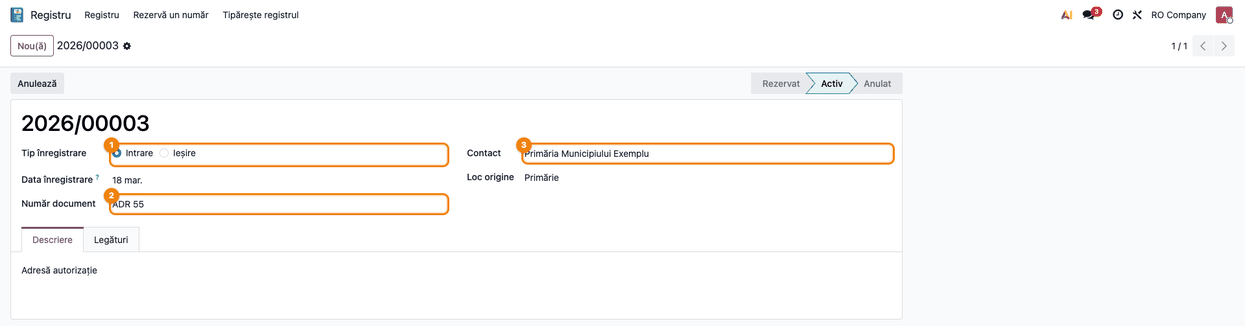 Registru Registru Rezervă un număr Tipărește registrul AI 3 RO Company A
Nou(ă) 2026/00003 1 / 1
Anulează Rezervat Activ Anulat
2026/00003
1 3
Tip înregistrare Intrare Ieșire Contact Primăria Municipiului Exemplu
Data înregistrare ? 18 mar. Loc origine Primărie
2
Număr document ADR 55
Descriere Legături
Adresă autorizație